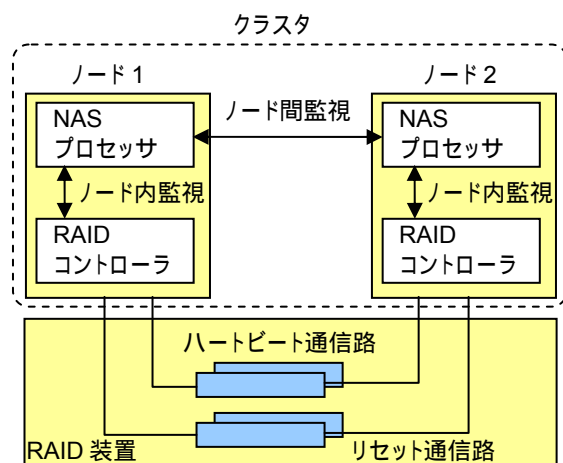 クラスタ
ノード 1
ノード 2
NAS
プロセッサ
ノード間監視
NAS
プロセッサ
ノード内監視
ノード内監視
RAID
コントローラ
RAID
コントローラ
ハートビート通信路
RAID 装置
リセット通信路